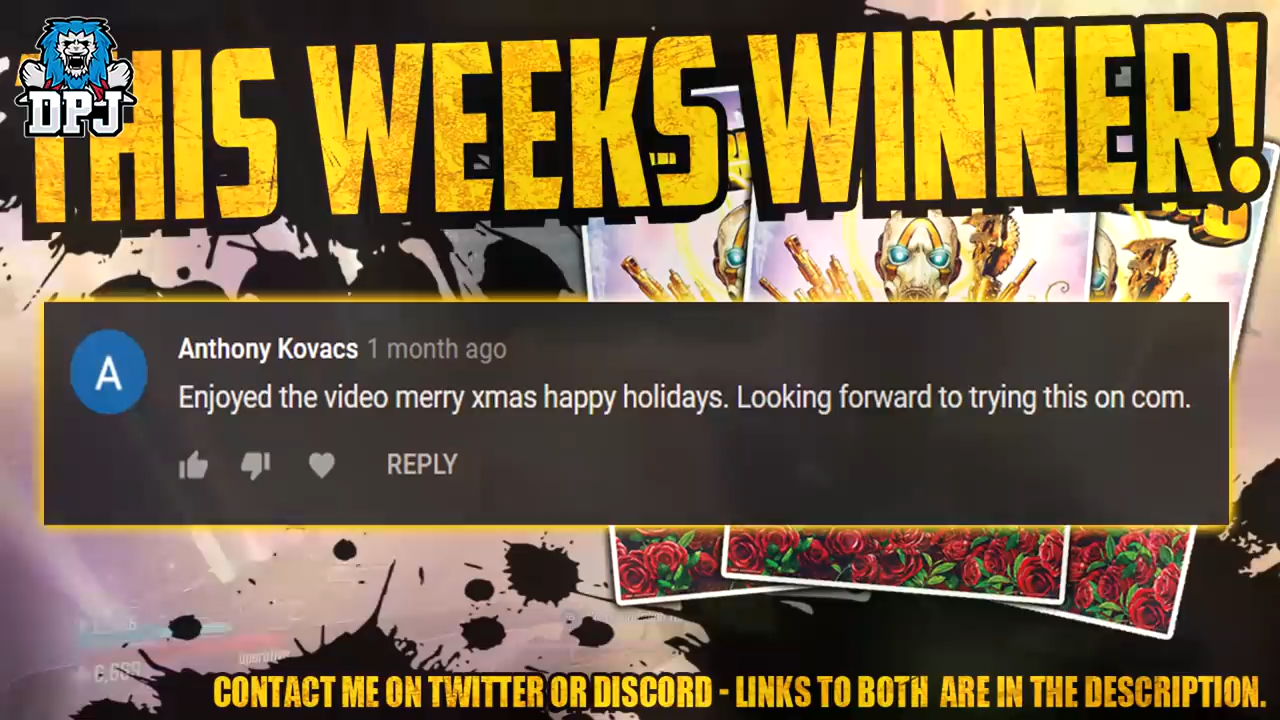 THIS WEEKS WINNER!
DPJ
A
Anthony Kovacs 1 month ago
Enjoyed the video merry xmas happy holidays. Looking forward to trying this on com.
REPLY
operative
CONTACT ME ON TWITTER OR DISCORD - LINKS TO BOTH ARE IN THE DESCRIPTION.